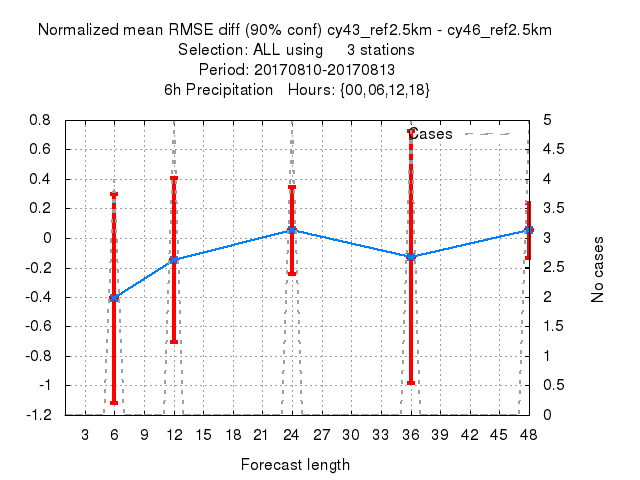 Normalized mean RMSE diff (90% conf) cy43_ref2.5km - cy46_ref2.5km
Selection: ALL using 3 stations
Period: 20170810-20170813
6h Precipitation Hours: {00,06,12,18}
Cases
0.8
0.6
0.4
0.2
0
-0.2
-0.4
-0.6
-0.8
-1
-1.2
5
4.5
4
3.5
3
2.5
2
1.5
1
0.5
0
No cases
3 6 9 12 15 18 21 24 27 30 33 36 39 42 45 48
Forecast length